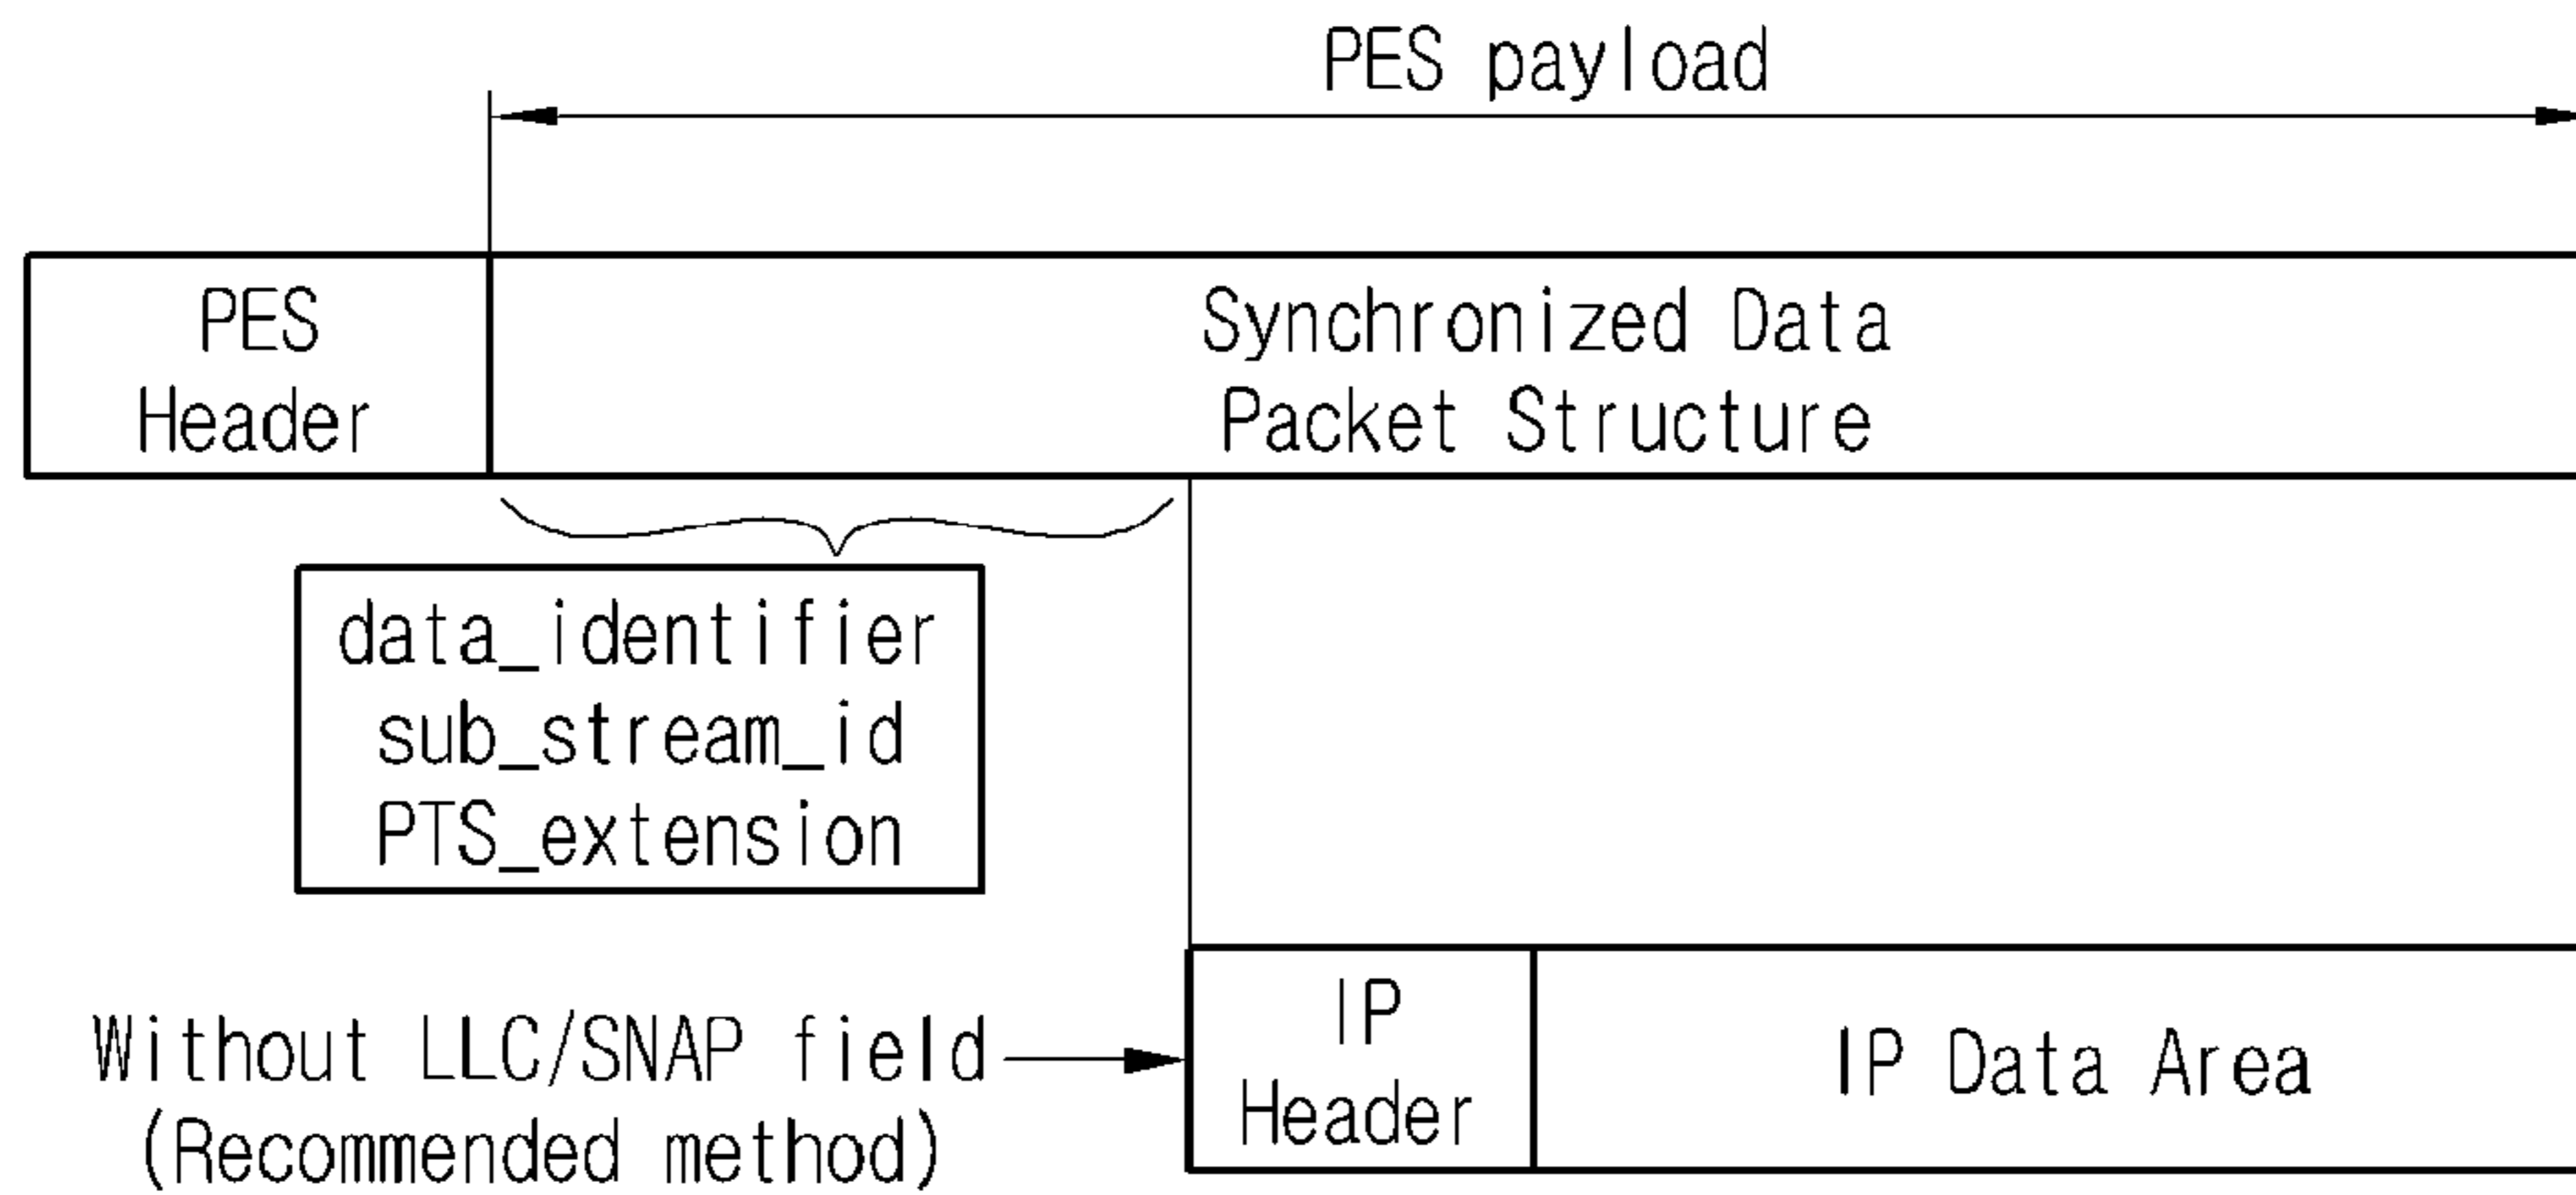 PES payload
PES
Header
Synchronized Data
Packet Structure
data_identifier
sub_stream_id
PTS_extension
Without LLC/SNAP field
(Recommended method)
IP
Header
IP Data Area